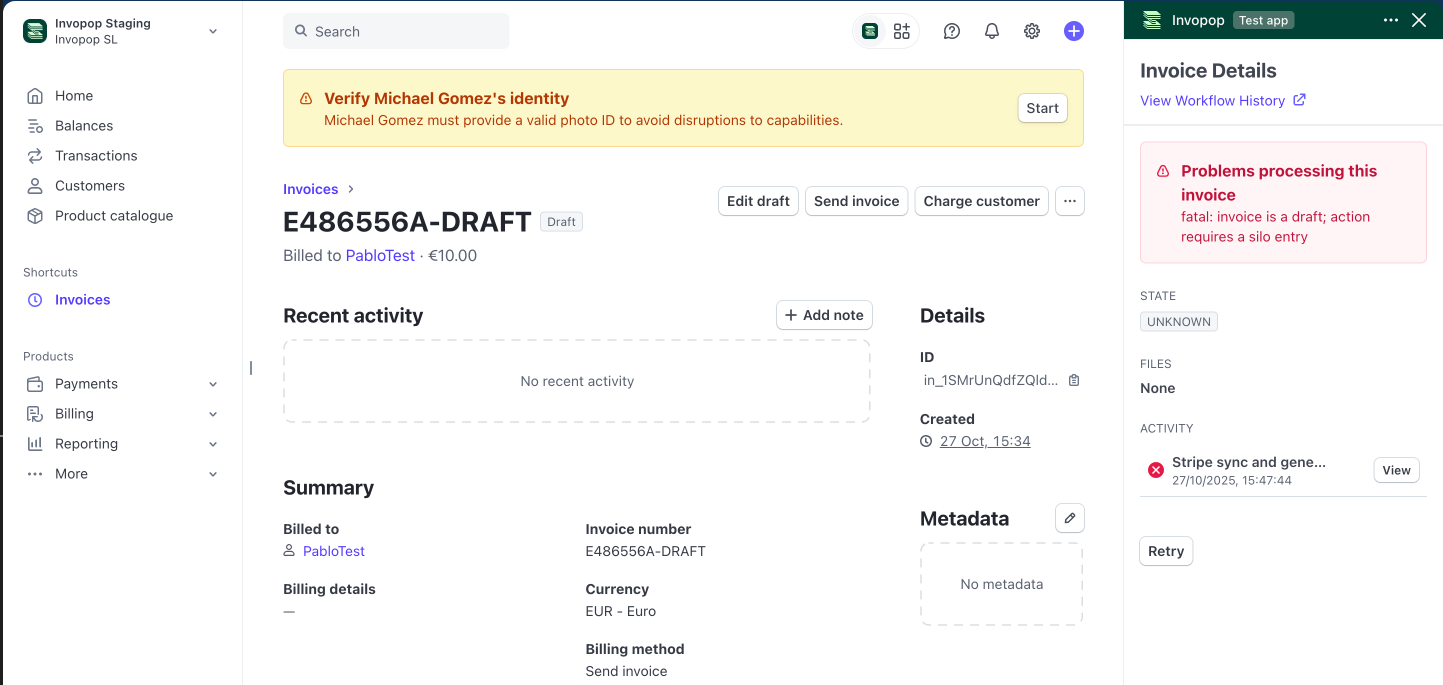 Invopop Staging
Invopop SL
Home
Balances
Transactions
Customers
Product catalogue
Shortcuts
Invoices
Products
Payments
Billing
Reporting
More
Search
Verify Michael Gomez's identity
Michael Gomez must provide a valid photo ID to avoid disruptions to capabilities.
Start
Invoices
E486556A-DRAFT Draft
Billed to PabloTest · €10.00
Edit draft
Send invoice
Charge customer
Recent activity
Add note
No recent activity
Summary
Billed to
PabloTest
Billing details
—
Invoice number
E486556A-DRAFT
Currency
EUR - Euro
Billing method
Send invoice
Details
ID
in_1SMrUnQdfZQId...
Created
27 Oct, 15:34
Metadata
No metadata
Invopop Test app
Invoice Details
View Workflow History
Problems processing this
invoice
fatal: invoice is a draft; action
requires a silo entry
STATE
UNKNOWN
FILES
None
ACTIVITY
Stripe sync and gene...
27/10/2025, 15:47:44
View
Retry